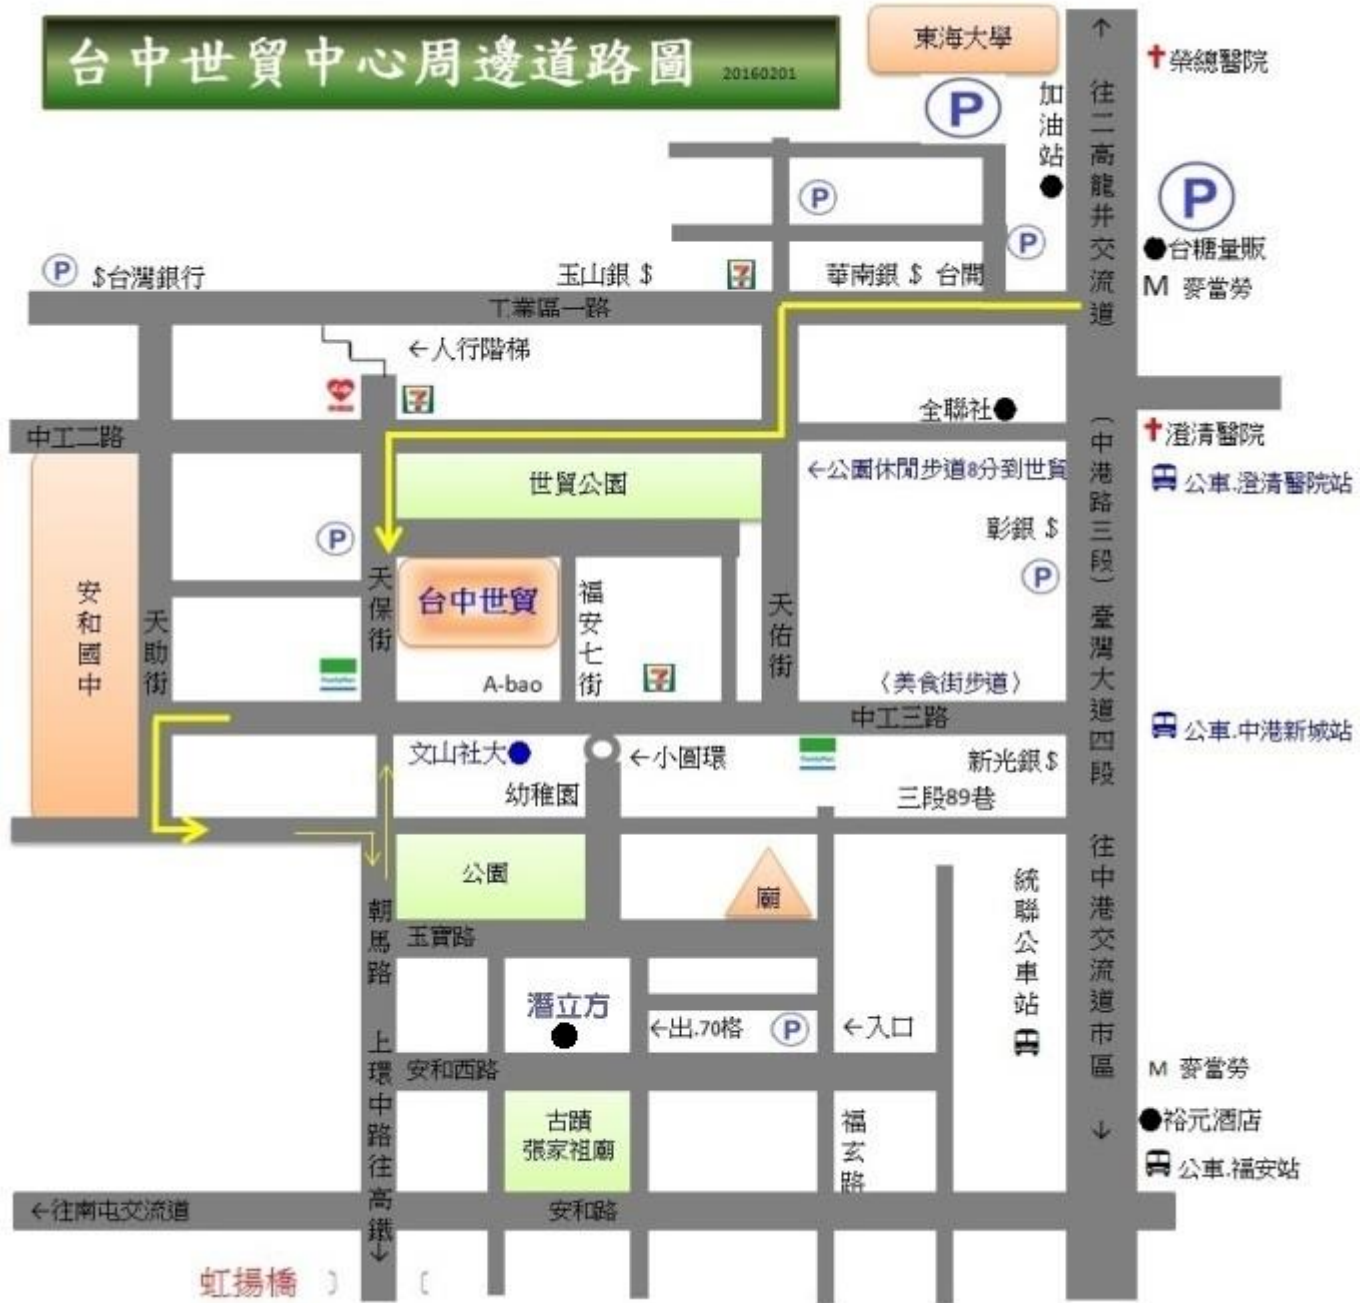 台中世貿中心周邊道路圖 20160201
東海大學
P
加油站
↑往二高龍井交流道
榮總醫院
P
P
P
台糖量販
M 麥當勞
P $台灣銀行
玉山銀 $
7
華南銀 $ 台開
工業區一路
←人行階梯
7
全聯社
中工二路
澄清醫院
世貿公園
←公園休閒步道8分到世貿
公車.澄清醫院站
(中港路三段)臺灣大道四段
P
彰銀 $
P
安和國中
天助街
天保街
台中世貿
福安七街
天佑街
FamilyMart
A-bao
7
〈美食街步道〉
中工三路
公車.中港新城站
文山社大
←小圓環
FamilyMart
新光銀$
幼稚園
三段89巷
公園
廟
統聯公車站
往中港交流道市區↓
朝馬路
玉寶路
潛立方
←出.70格
P
←入口
上環中路往高鐵↓
安和西路
M 麥當勞
古蹟
張家祖廟
福玄路
裕元酒店
公車.福安站
←往南屯交流道
安和路
虹揚橋